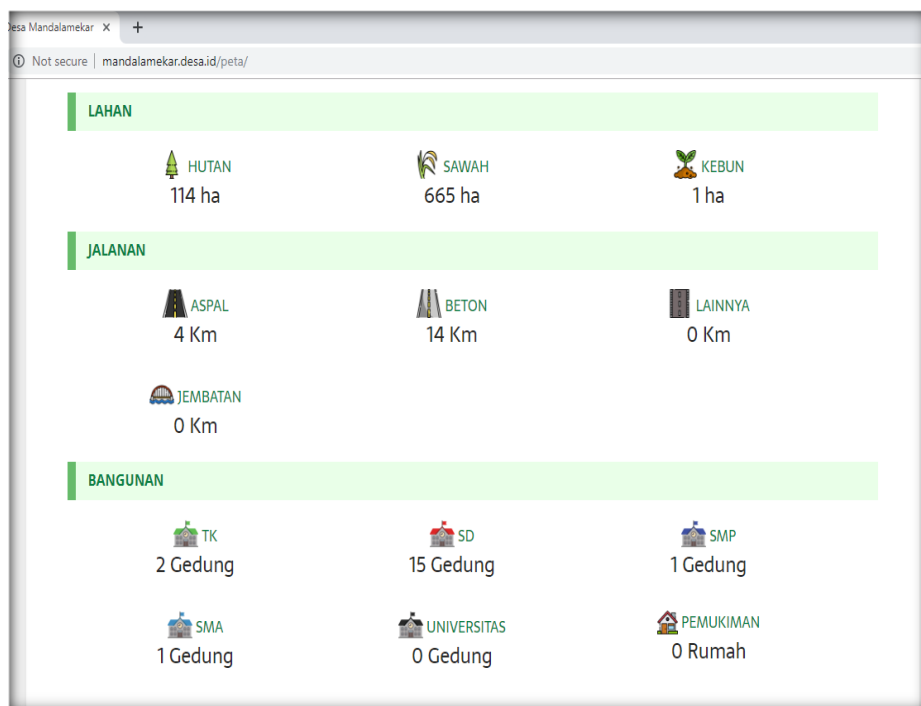 Desa Mandalamekar
Not secure | mandalamekar.desa.id/peta/
LAHAN
HUTAN SAWAH KEBUN
114 ha 665 ha 1 ha
JALANAN
ASPAL BETON LAINNYA
4 Km 14 Km 0 Km
JEMBATAN
0 Km
BANGUNAN
TK SD SMP
2 Gedung 15 Gedung 1 Gedung
SMA UNIVERSITAS PEMUKIMAN
1 Gedung 0 Gedung 0 Rumah